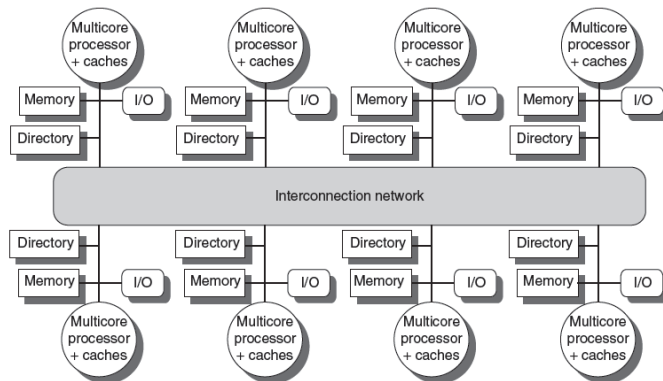 Multicore
processor
+ caches
Multicore
processor
+ caches
Multicore
processor
+ caches
Multicore
processor
+ caches
Memory
I/O
Memory
I/O
Memory
I/O
Memory
I/O
Directory
Directory
Directory
Directory
Interconnection network
Directory
Directory
Directory
Directory
Memory
I/O
Memory
I/O
Memory
I/O
Memory
I/O
Multicore
processor
+ caches
Multicore
processor
+ caches
Multicore
processor
+ caches
Multicore
processor
+ caches